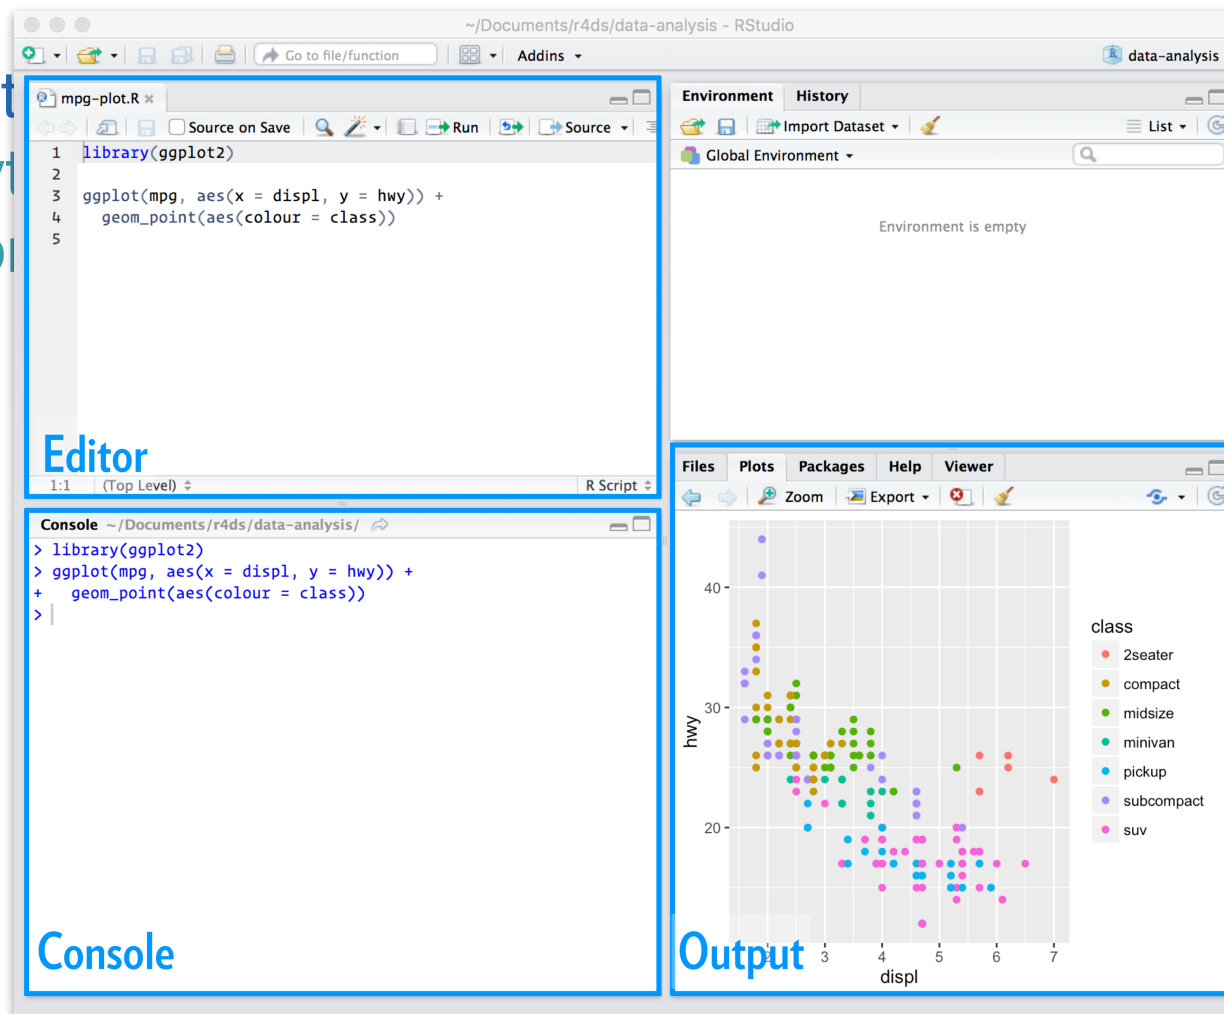 ~/Documents/r4ds/data-analysis - RStudio
Go to file/function
Addins
data-analysis
mpg-plot.R
Source on Save
Run
Source
1 library(ggplot2)
2
3 ggplot(mpg, aes(x = displ, y = hwy)) +
4   geom_point(aes(colour = class))
5
Editor
1:1 (Top Level) R Script
Console ~/Documents/r4ds/data-analysis/
> library(ggplot2)
> ggplot(mpg, aes(x = displ, y = hwy)) +
+   geom_point(aes(colour = class))
>
Console
Environment History
Import Dataset
List
Global Environment
Environment is empty
Files Plots Packages Help Viewer
Zoom Export
40
30
20
hwy
3 4 5 6 7
displ
class
2seater
compact
midsize
minivan
pickup
subcompact
suv
Output